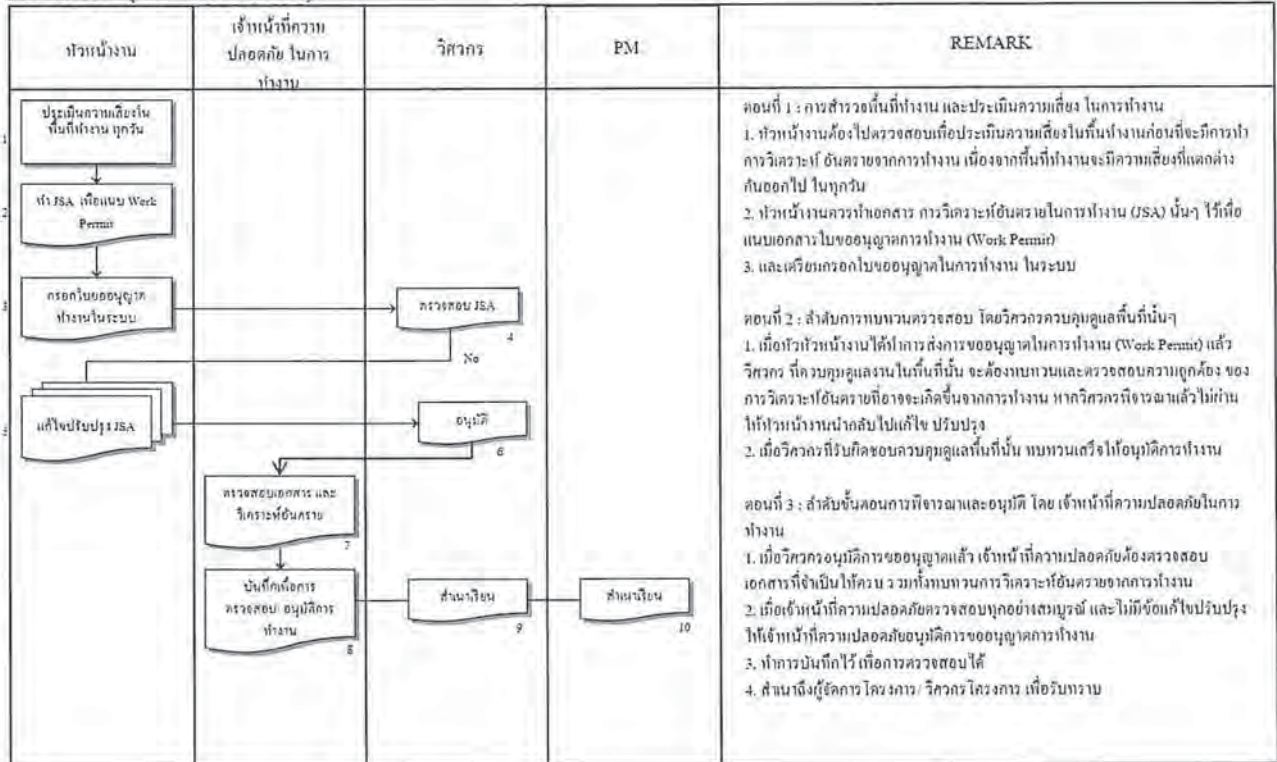 หัวหน้างาน
เจ้าหน้าที่ความ
ปลอดภัย ในการ
ทำงาน
วิศวกร
PM
REMARK
1
ประเมินความเสี่ยงใน
พื้นที่ทำงาน ทุกวัน
2
ทำ JSA เพื่อแนบ Work
Permit
3
กรอกใบขออนุญาต
ทำงานในระบบ
ตรวจสอบ JSA
4
No
5
แก้ไขปรับปรุง JSA
อนุมัติ
6
ตรวจสอบเอกสาร และ
วิเคราะห์อันตราย
7
บันทึกเพื่อการ
ตรวจสอบ อนุมัติการ
ทำงาน
8
สำเนาเรียน
9
สำเนาเรียน
10
ตอนที่ 1 : การสำรวจพื้นที่ทำงาน และประเมินความเสี่ยง ในการทำงาน
1. หัวหน้างานต้องไปตรวจสอบเพื่อประเมินความเสี่ยงในพื้นทำงานก่อนที่จะมีการทำ
การวิเคราะห์ อันตรายจากการทำงาน เนื่องจากพื้นที่ทำงานจะมีความเสี่ยงที่แตกต่าง
กันออกไป ในทุกวัน
2. หัวหน้างานควรทำเอกสาร การวิเคราะห์อันตรายในการทำงาน (JSA) นั้นๆ ไว้เพื่อ
แนบเอกสารใบขออนุญาตการทำงาน (Work Permit)
3. และเตรียมกรอกใบขออนุญาตในการทำงาน ในระบบ
ตอนที่ 2 : ลำดับการทบทวนตรวจสอบ โดยวิศวกรควบคุมดูแลพื้นที่นั้นๆ
1. เมื่อหัวหัวหน้างานได้ทำการส่งการขออนุญาตในการทำงาน (Work Permit) แล้ว
วิศวกร ที่ควบคุมดูแลงานในพื้นที่นั้น จะต้องทบทวนและตรวจสอบความถูกต้อง ของ
การวิเคราะห์อันตรายที่อาจจะเกิดขึ้นจากการทำงาน หากวิศวกรพิจารณาแล้วไม่ผ่าน
ให้หัวหน้างานนำกลับไปแก้ไข ปรับปรุง
2. เมื่อวิศวกรที่รับผิดชอบควบคุมดูแลพื้นที่นั้น ทบทวนเสร็จให้อนุมัติการทำงาน
ตอนที่ 3 : ลำดับขั้นตอนการพิจารณาและอนุมัติ โดย เจ้าหน้าที่ความปลอดภัยในการ
ทำงาน
1. เมื่อวิศวกรอนุมัติการขออนุญาตแล้ว เจ้าหน้าที่ความปลอดภัยต้องตรวจสอบ
เอกสารที่จำเป็นให้ครบ รวมทั้งทบทวนการวิเคราะห์อันตรายจากการทำงาน
2. เมื่อเจ้าหน้าที่ความปลอดภัยตรวจสอบทุกอย่างสมบูรณ์ และไม่มีข้อแก้ไขปรับปรุง
ให้เจ้าหน้าที่ความปลอดภัยอนุมัติการขออนุญาตการทำงาน
3. ทำการบันทึกไว้ เพื่อการตรวจสอบได้
4. สำเนาถึงผู้จัดการโครงการ/ วิศวกรโครงการ เพื่อรับทราบ